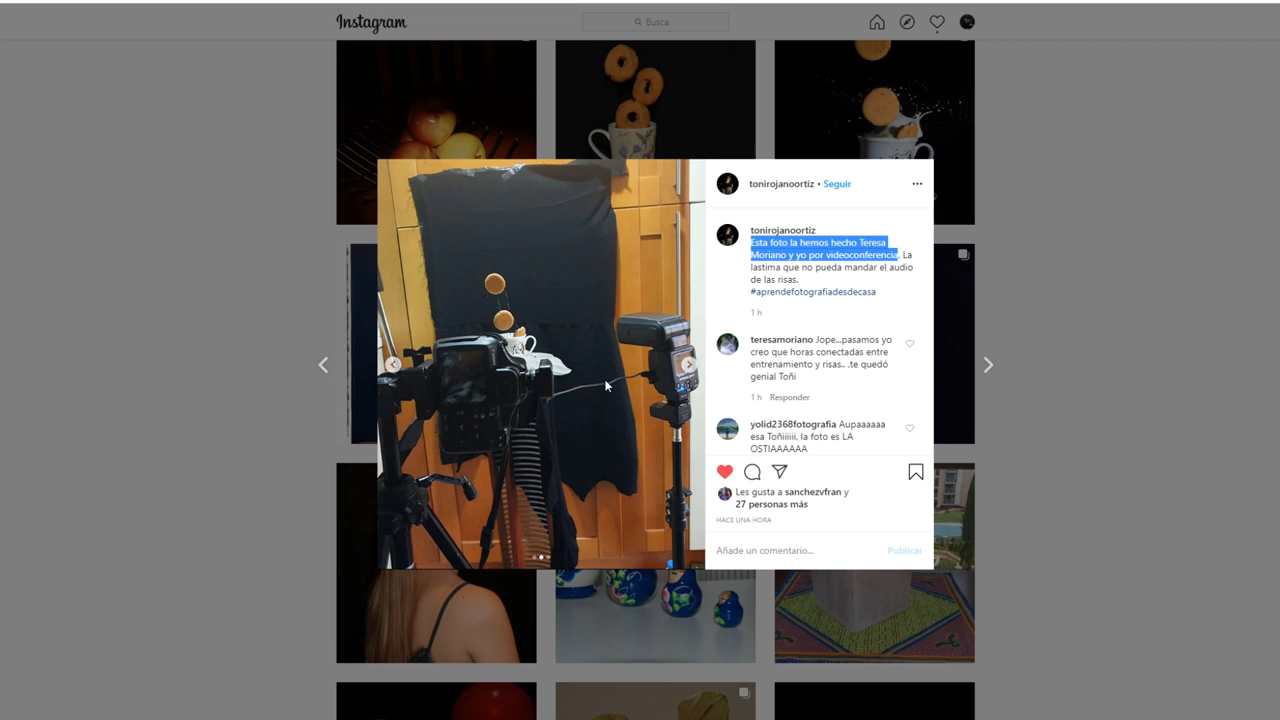 Instagram
Busca
tonirojanoortiz • Seguir
tonirojanoortiz
Esta foto la hemos hecho Teresa
Moriano y yo por videoconferencia. La
lastima que no pueda mandar el audio
de las risas.
#aprendefotografiadesdecasa
1 h
teresamoriano Jope...pasamos yo
creo que horas conectadas entre
entrenamiento y risas.. .te quedó
genial Toñi
1 h Responder
yolid2368fotografia Aupaaaaaa
esa Toñiiiiii, la foto es LA
OSTIAAAAAA
Les gusta a sanchezvfran y
27 personas más
HACE UNA HORA
Añade un comentario... Publicar